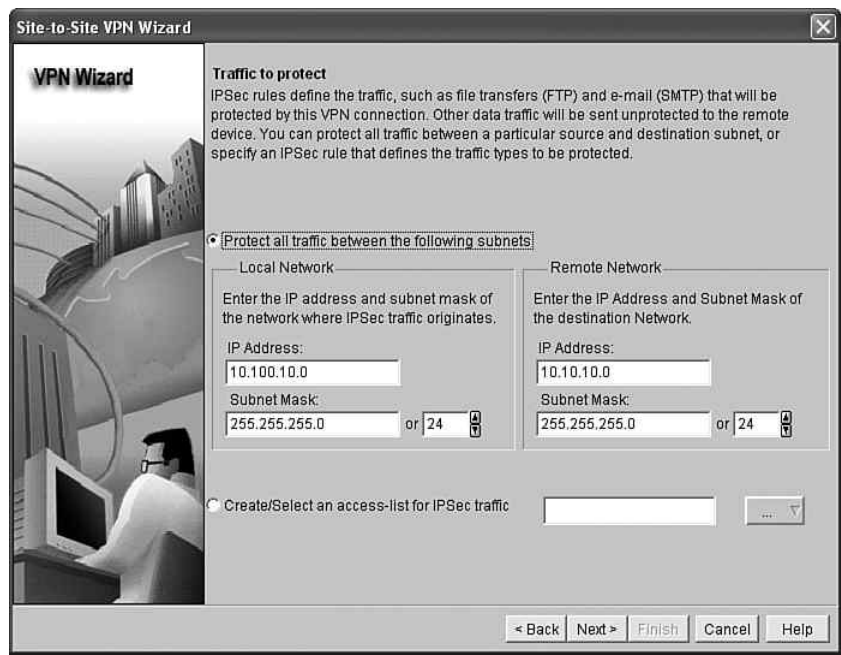 Site-to-Site VPN Wizard
VPN Wizard
Traffic to protect
IPSec rules define the traffic, such as file transfers (FTP) and e-mail (SMTP) that will be
protected by this VPN connection. Other data traffic will be sent unprotected to the remote
device. You can protect all traffic between a particular source and destination subnet, or
specify an IPSec rule that defines the traffic types to be protected.
Protect all traffic between the following subnets
Local Network
Enter the IP address and subnet mask of
the network where IPSec traffic originates.
IP Address:
10.100.10.0
Subnet Mask:
255.255.255.0 or 24
Remote Network
Enter the IP Address and Subnet Mask of
the destination Network.
IP Address:
10.10.10.0
Subnet Mask:
255.255.255.0 or 24
Create/Select an access-list for IPSec traffic
...
< Back Next > Finish Cancel Help